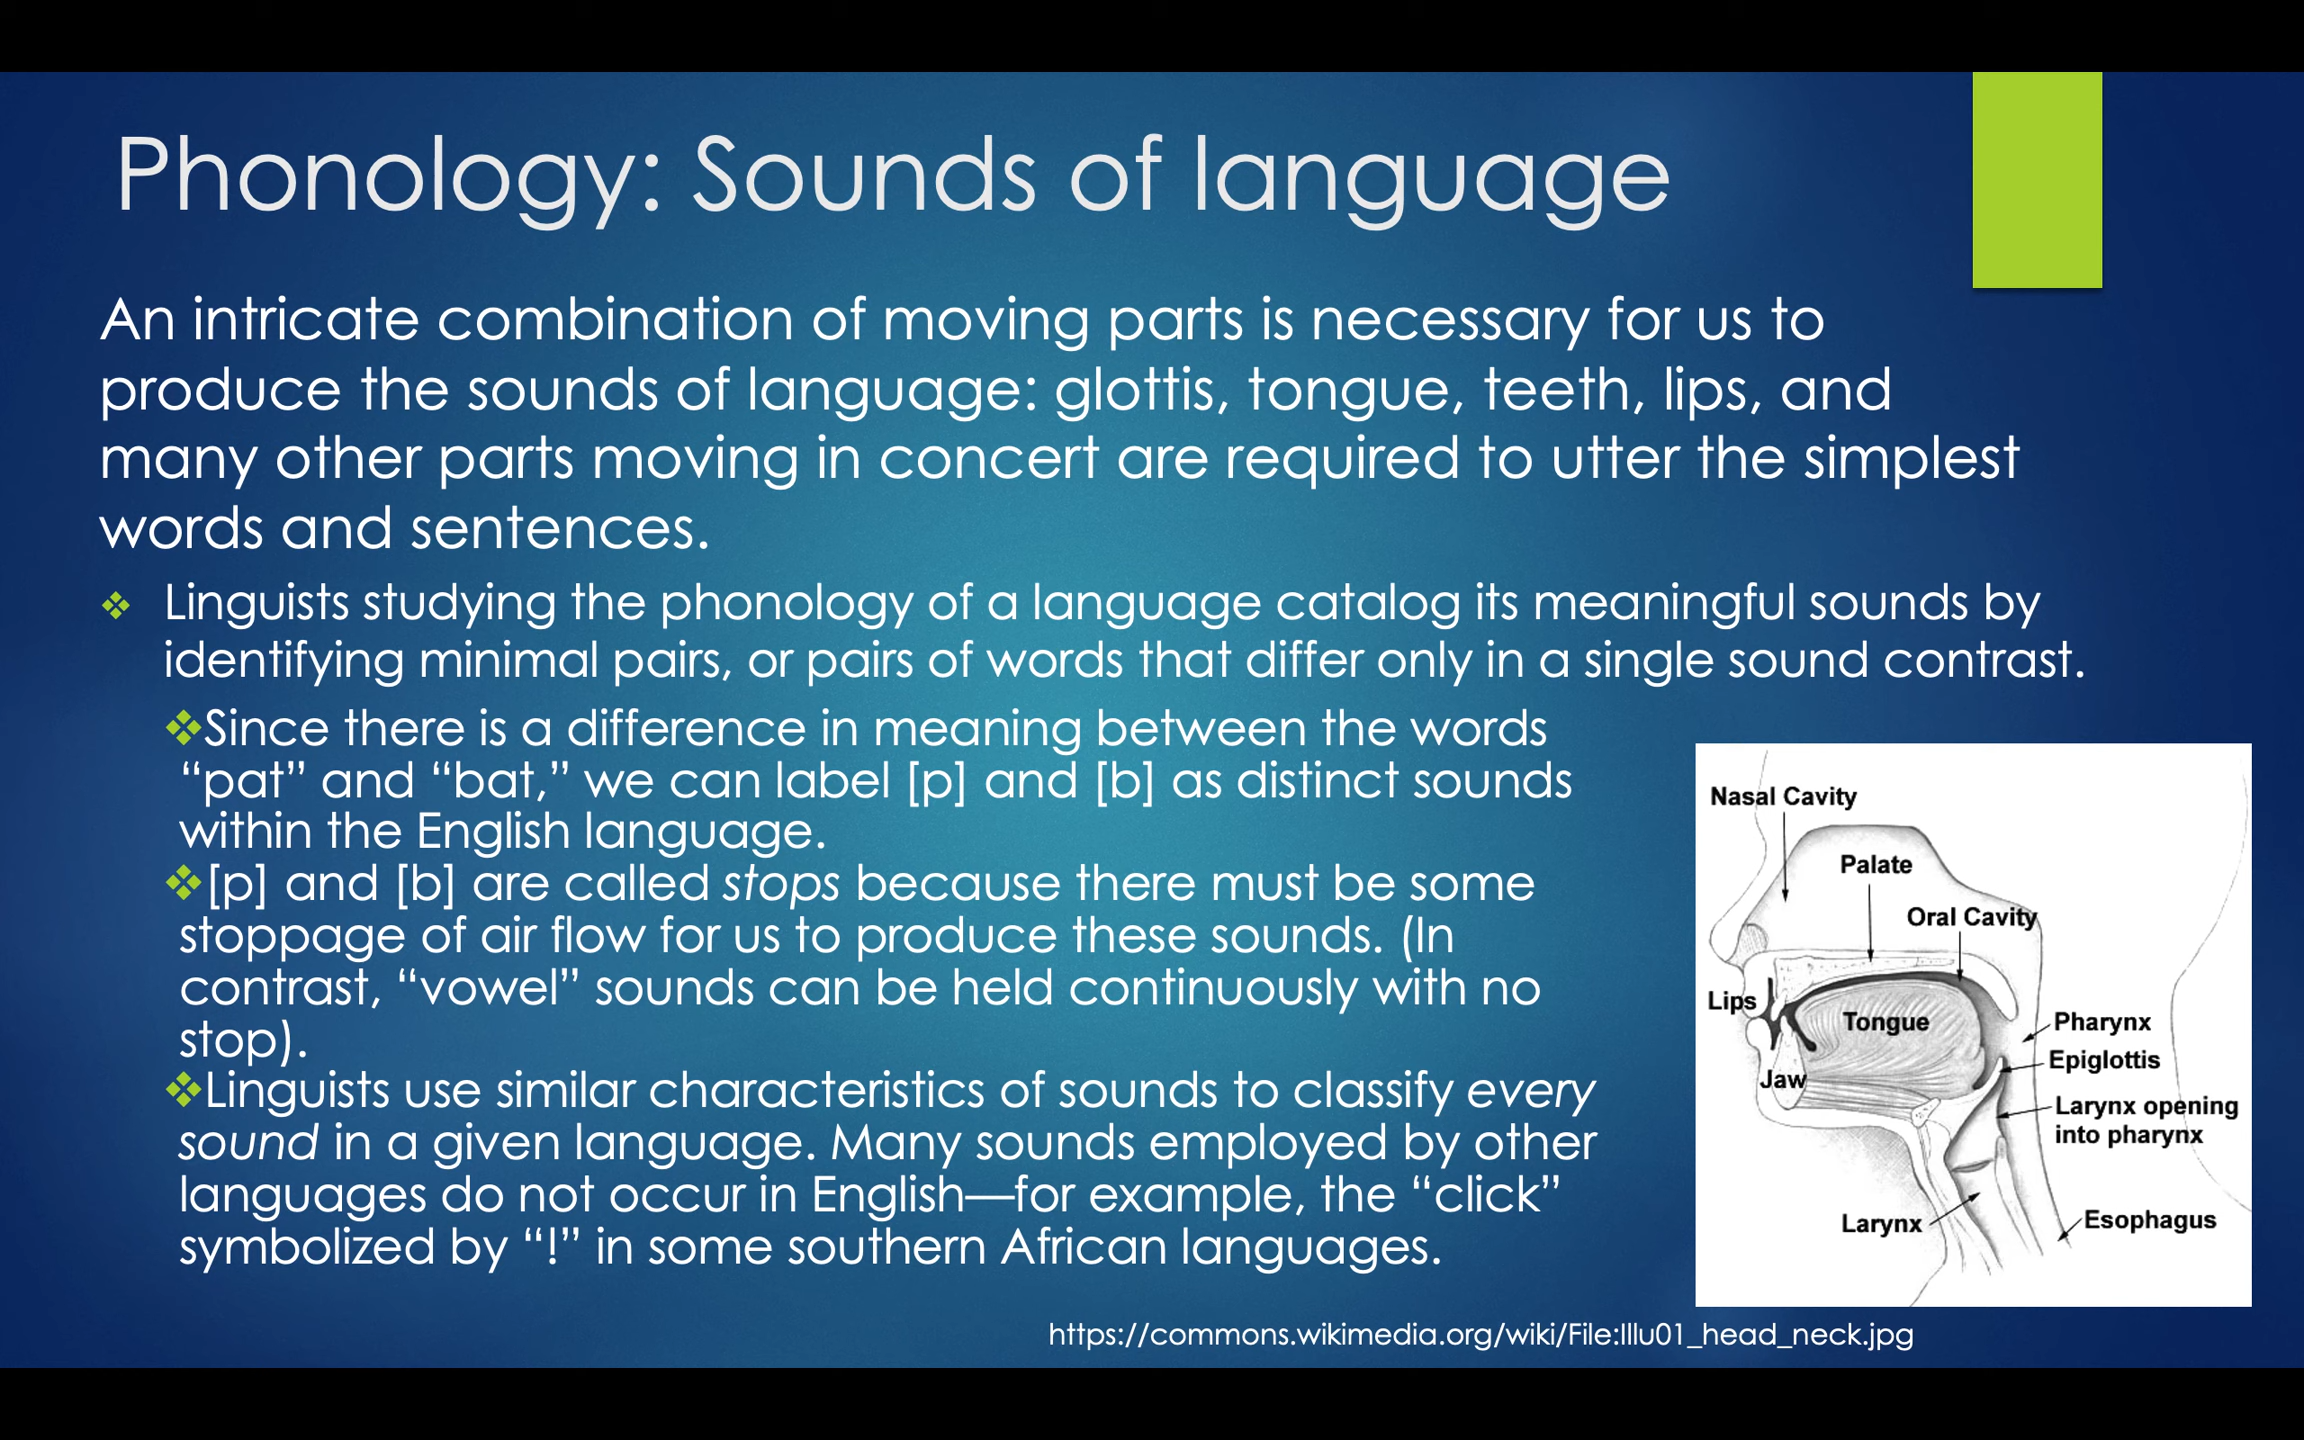 Phonology: Sounds of language
An intricate combination of moving parts is necessary for us to
produce the sounds of language: glottis, tongue, teeth, lips, and
many other parts moving in concert are required to utter the simplest
words and sentences.
❖ Linguists studying the phonology of a language catalog its meaningful sounds by
identifying minimal pairs, or pairs of words that differ only in a single sound contrast.
❖Since there is a difference in meaning between the words
“pat” and “bat,” we can label [p] and [b] as distinct sounds
within the English language.
❖[p] and [b] are called stops because there must be some
stoppage of air flow for us to produce these sounds. (In
contrast, “vowel” sounds can be held continuously with no
stop).
❖Linguists use similar characteristics of sounds to classify every
sound in a given language. Many sounds employed by other
languages do not occur in English—for example, the “click”
symbolized by “!” in some southern African languages.
Nasal Cavity
Palate
Oral Cavity
Lips
Tongue
Pharynx
Epiglottis
Jaw
Larynx opening
into pharynx
Larynx
Esophagus
https://commons.wikimedia.org/wiki/File:Illu01_head_neck.jpg